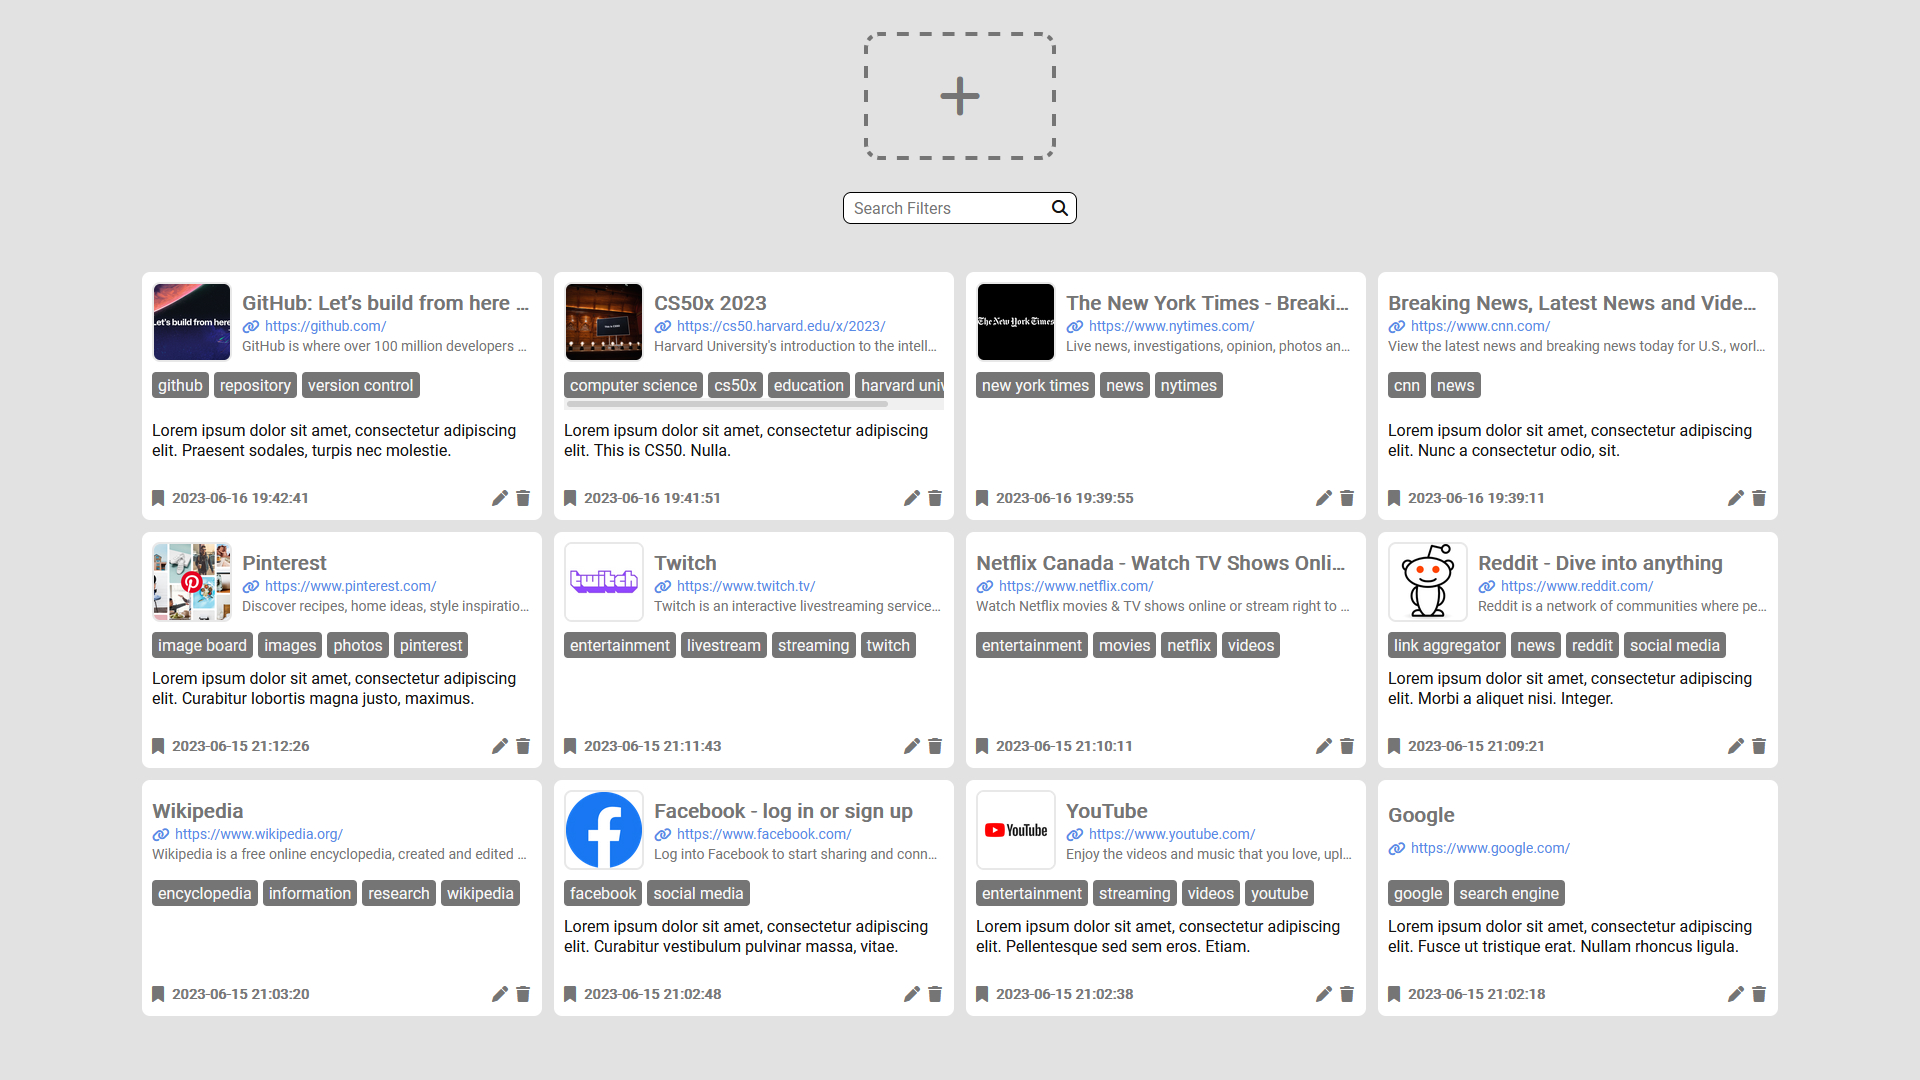 Search Filters
Let's build from here
GitHub: Let’s build from here ...
https://github.com/
GitHub is where over 100 million developers ...
github repository version control
Lorem ipsum dolor sit amet, consectetur adipiscing
elit. Praesent sodales, turpis nec molestie.
2023-06-16 19:42:41
CS50x 2023
https://cs50.harvard.edu/x/2023/
Harvard University's introduction to the intell...
computer science cs50x education harvard univ
Lorem ipsum dolor sit amet, consectetur adipiscing
elit. This is CS50. Nulla.
2023-06-16 19:41:51
The New York Times
The New York Times - Breaki...
https://www.nytimes.com/
Live news, investigations, opinion, photos an...
new york times news nytimes
2023-06-16 19:39:55
Breaking News, Latest News and Vide...
https://www.cnn.com/
View the latest news and breaking news today for U.S., worl...
cnn news
Lorem ipsum dolor sit amet, consectetur adipiscing
elit. Nunc a consectetur odio, sit.
2023-06-16 19:39:11
Pinterest
https://www.pinterest.com/
Discover recipes, home ideas, style inspiratio...
image board images photos pinterest
Lorem ipsum dolor sit amet, consectetur adipiscing
elit. Curabitur lobortis magna justo, maximus.
2023-06-15 21:12:26
twitch
Twitch
https://www.twitch.tv/
Twitch is an interactive livestreaming service...
entertainment livestream streaming twitch
2023-06-15 21:11:43
Netflix Canada - Watch TV Shows Onli...
https://www.netflix.com/
Watch Netflix movies & TV shows online or stream right to ...
entertainment movies netflix videos
2023-06-15 21:10:11
Reddit - Dive into anything
https://www.reddit.com/
Reddit is a network of communities where pe...
link aggregator news reddit social media
Lorem ipsum dolor sit amet, consectetur adipiscing
elit. Morbi a aliquet nisi. Integer.
2023-06-15 21:09:21
Wikipedia
https://www.wikipedia.org/
Wikipedia is a free online encyclopedia, created and edited ...
encyclopedia information research wikipedia
2023-06-15 21:03:20
Facebook - log in or sign up
https://www.facebook.com/
Log into Facebook to start sharing and conn...
facebook social media
Lorem ipsum dolor sit amet, consectetur adipiscing
elit. Curabitur vestibulum pulvinar massa, vitae.
2023-06-15 21:02:48
YouTube
YouTube
https://www.youtube.com/
Enjoy the videos and music that you love, upl...
entertainment streaming videos youtube
Lorem ipsum dolor sit amet, consectetur adipiscing
elit. Pellentesque sed sem eros. Etiam.
2023-06-15 21:02:38
Google
https://www.google.com/
google search engine
Lorem ipsum dolor sit amet, consectetur adipiscing
elit. Fusce ut tristique erat. Nullam rhoncus ligula.
2023-06-15 21:02:18